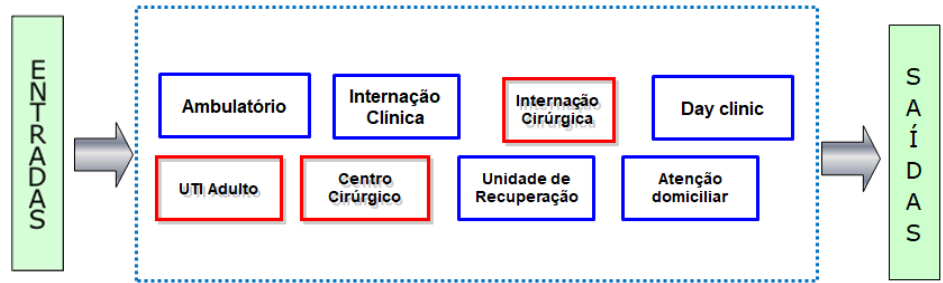 ENTRADAS
Ambulatório
Internação
Clínica
Internação
Cirúrgica
Day clinic
UTI Adulto
Centro
Cirúrgico
Unidade de
Recuperação
Atenção
domiciliar
SAÍDAS